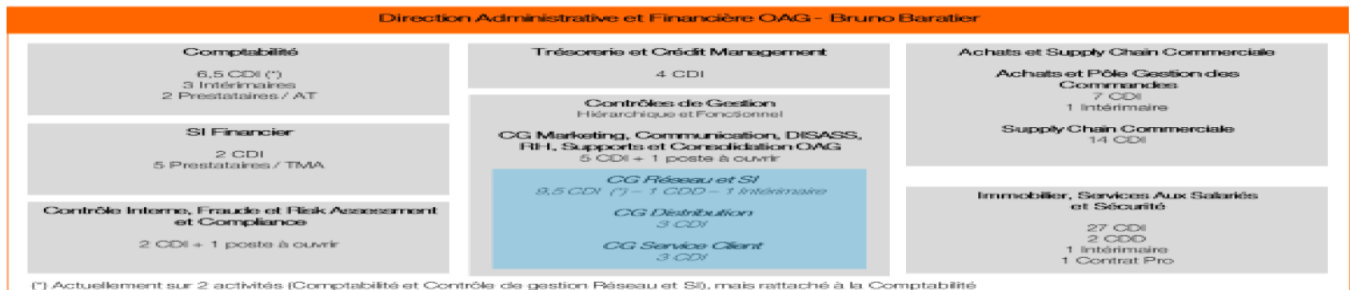 Direction Administrative et Financière OAG - Bruno Baratier
Comptabilité
6,5 CDI (*)
3 Intérimaires
2 Prestataires / AT
SI Financier
2 CDI
5 Prestataires / TMA
Contrôle Interne, Fraude et Risk Assessment
et Compliance
2 CDI + 1 poste à ouvrir
Trésorerie et Crédit Management
4 CDI
Contrôles de Gestion
Hiérarchique et Fonctionnel
CG Marketing, Communication, DISASS,
RH, Supports et Consolidation OAG
5 CDI + 1 poste à ouvrir
CG Réseau et SI
9,5 CDI (*) – 1 CDD – 1 Intérimaire
CG Distribution
3 CDI
CG Service Client
3 CDI
Achats et Supply Chain Commerciale
Achats et Pôle Gestion des
Commandes
7 CDI
1 Intérimaire
Supply Chain Commerciale
14 CDI
Immobilier, Services Aux Salariés
et Sécurité
27 CDI
2 CDD
1 Intérimaire
1 Contrat Pro
(*) Actuellement sur 2 activités (Comptabilité et Contrôle de gestion Réseau et SI), mais rattaché à la Comptabilité